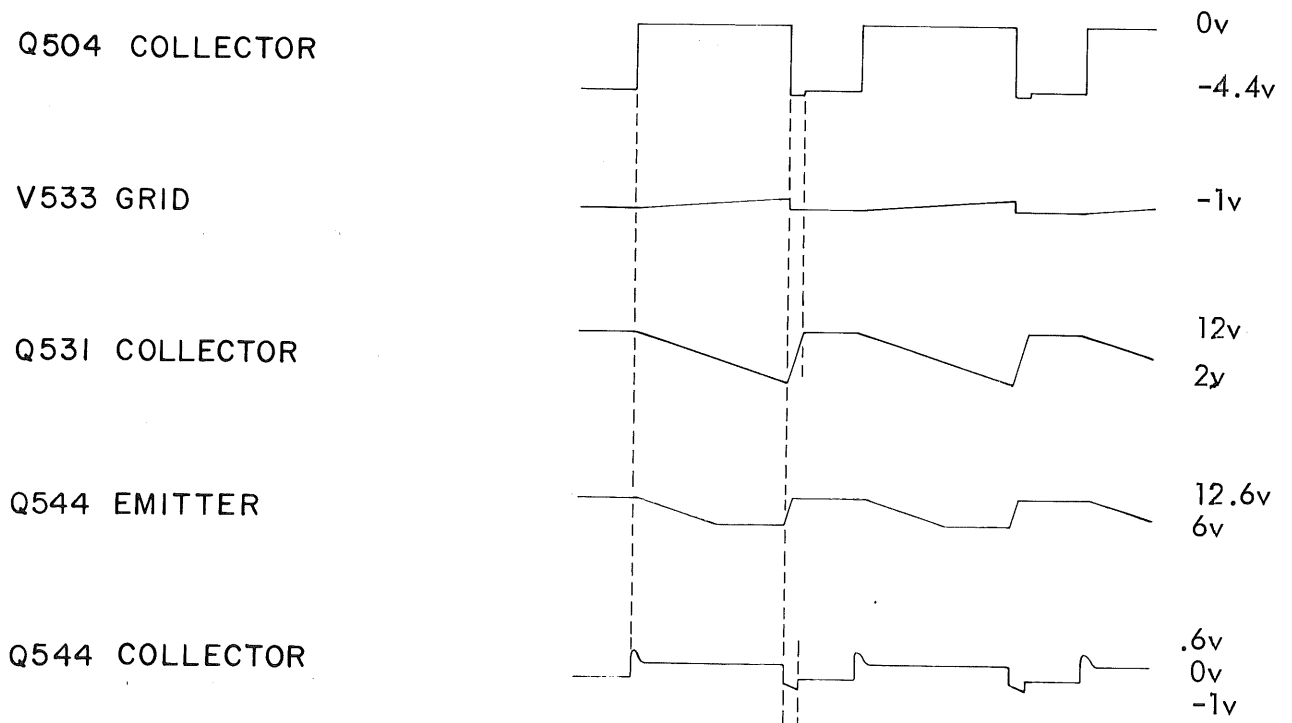 Q504 COLLECTOR
0v
-4.4v
V533 GRID
-1v
Q531 COLLECTOR
12v
2v
Q544 EMITTER
12.6v
6v
Q544 COLLECTOR
.6v
0v
-1v